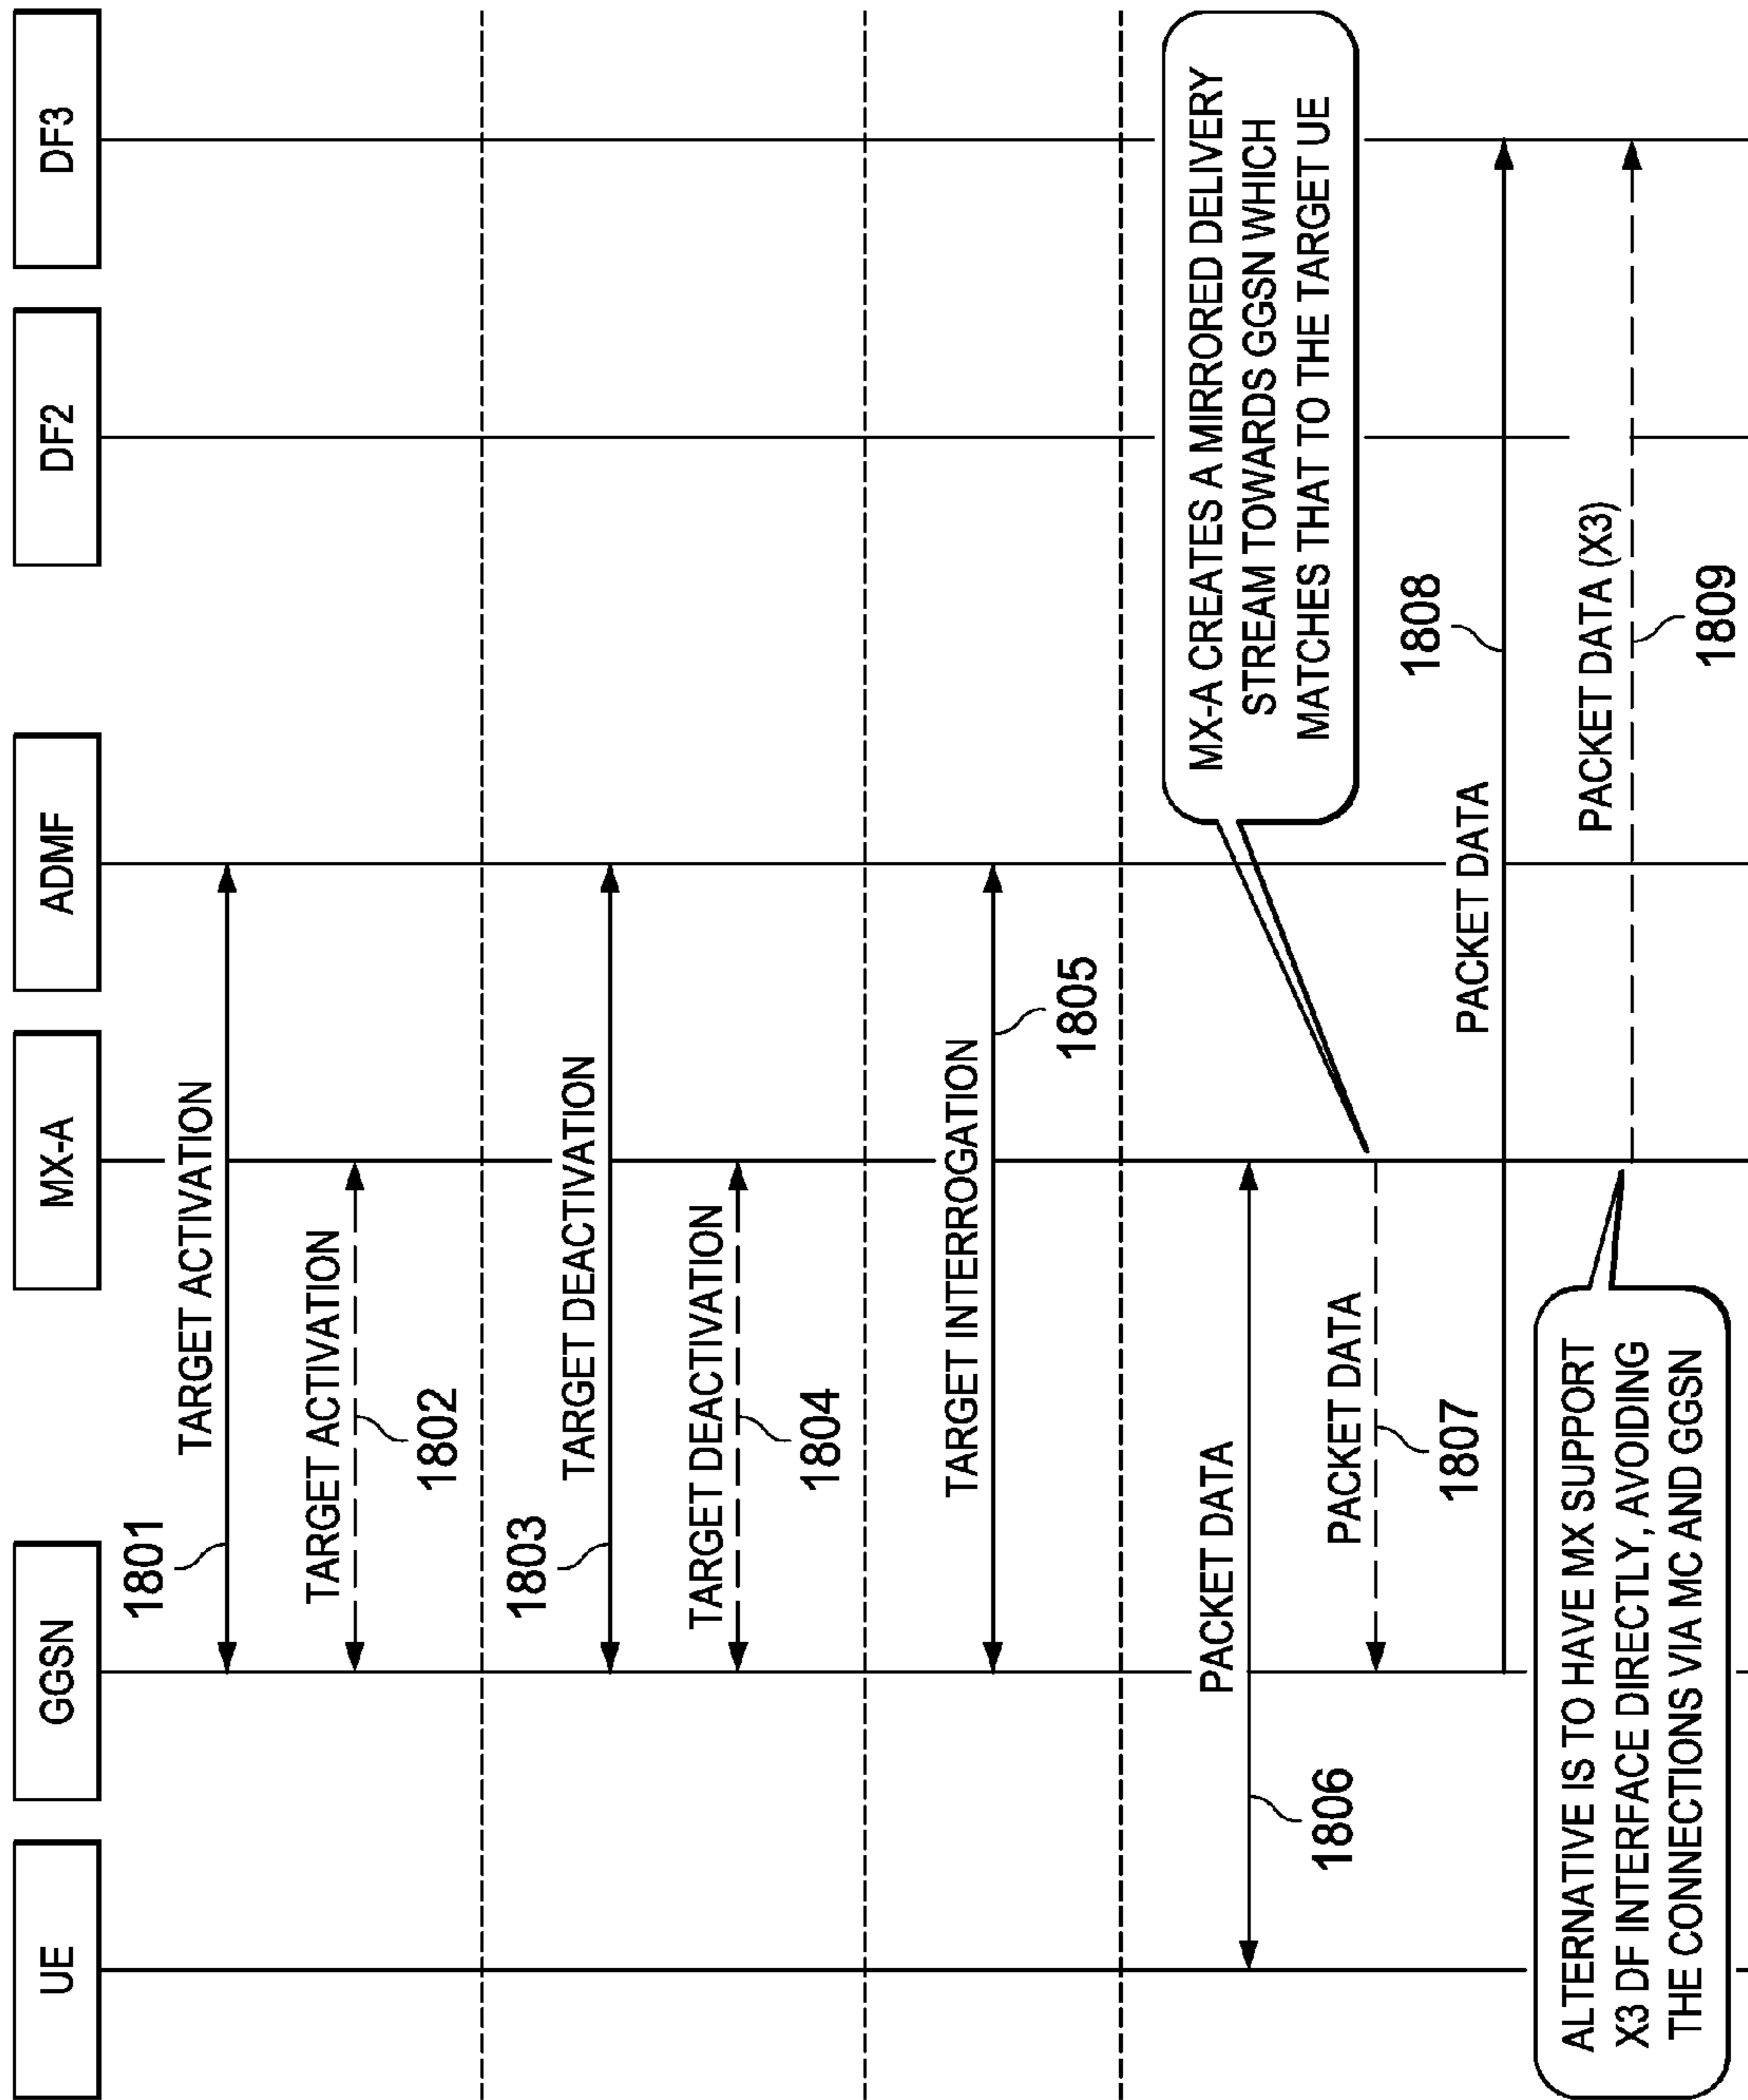 UE
GGSN
MX-A
ADMF
DF2
DF3
1801
TARGET ACTIVATION
TARGET ACTIVATION
1802
1803
TARGET DEACTIVATION
TARGET DEACTIVATION
1804
TARGET INTERROGATION
1805
MX-A CREATES A MIRRORED DELIVERY
STREAM TOWARDS GGSN WHICH
MATCHES THAT TO THE TARGET UE
PACKET DATA
1806
PACKET DATA
1807
1808
PACKET DATA
PACKET DATA (X3)
1809
ALTERNATIVE IS TO HAVE MX SUPPORT
X3 DF INTERFACE DIRECTLY, AVOIDING
THE CONNECTIONS VIA MC AND GGSN